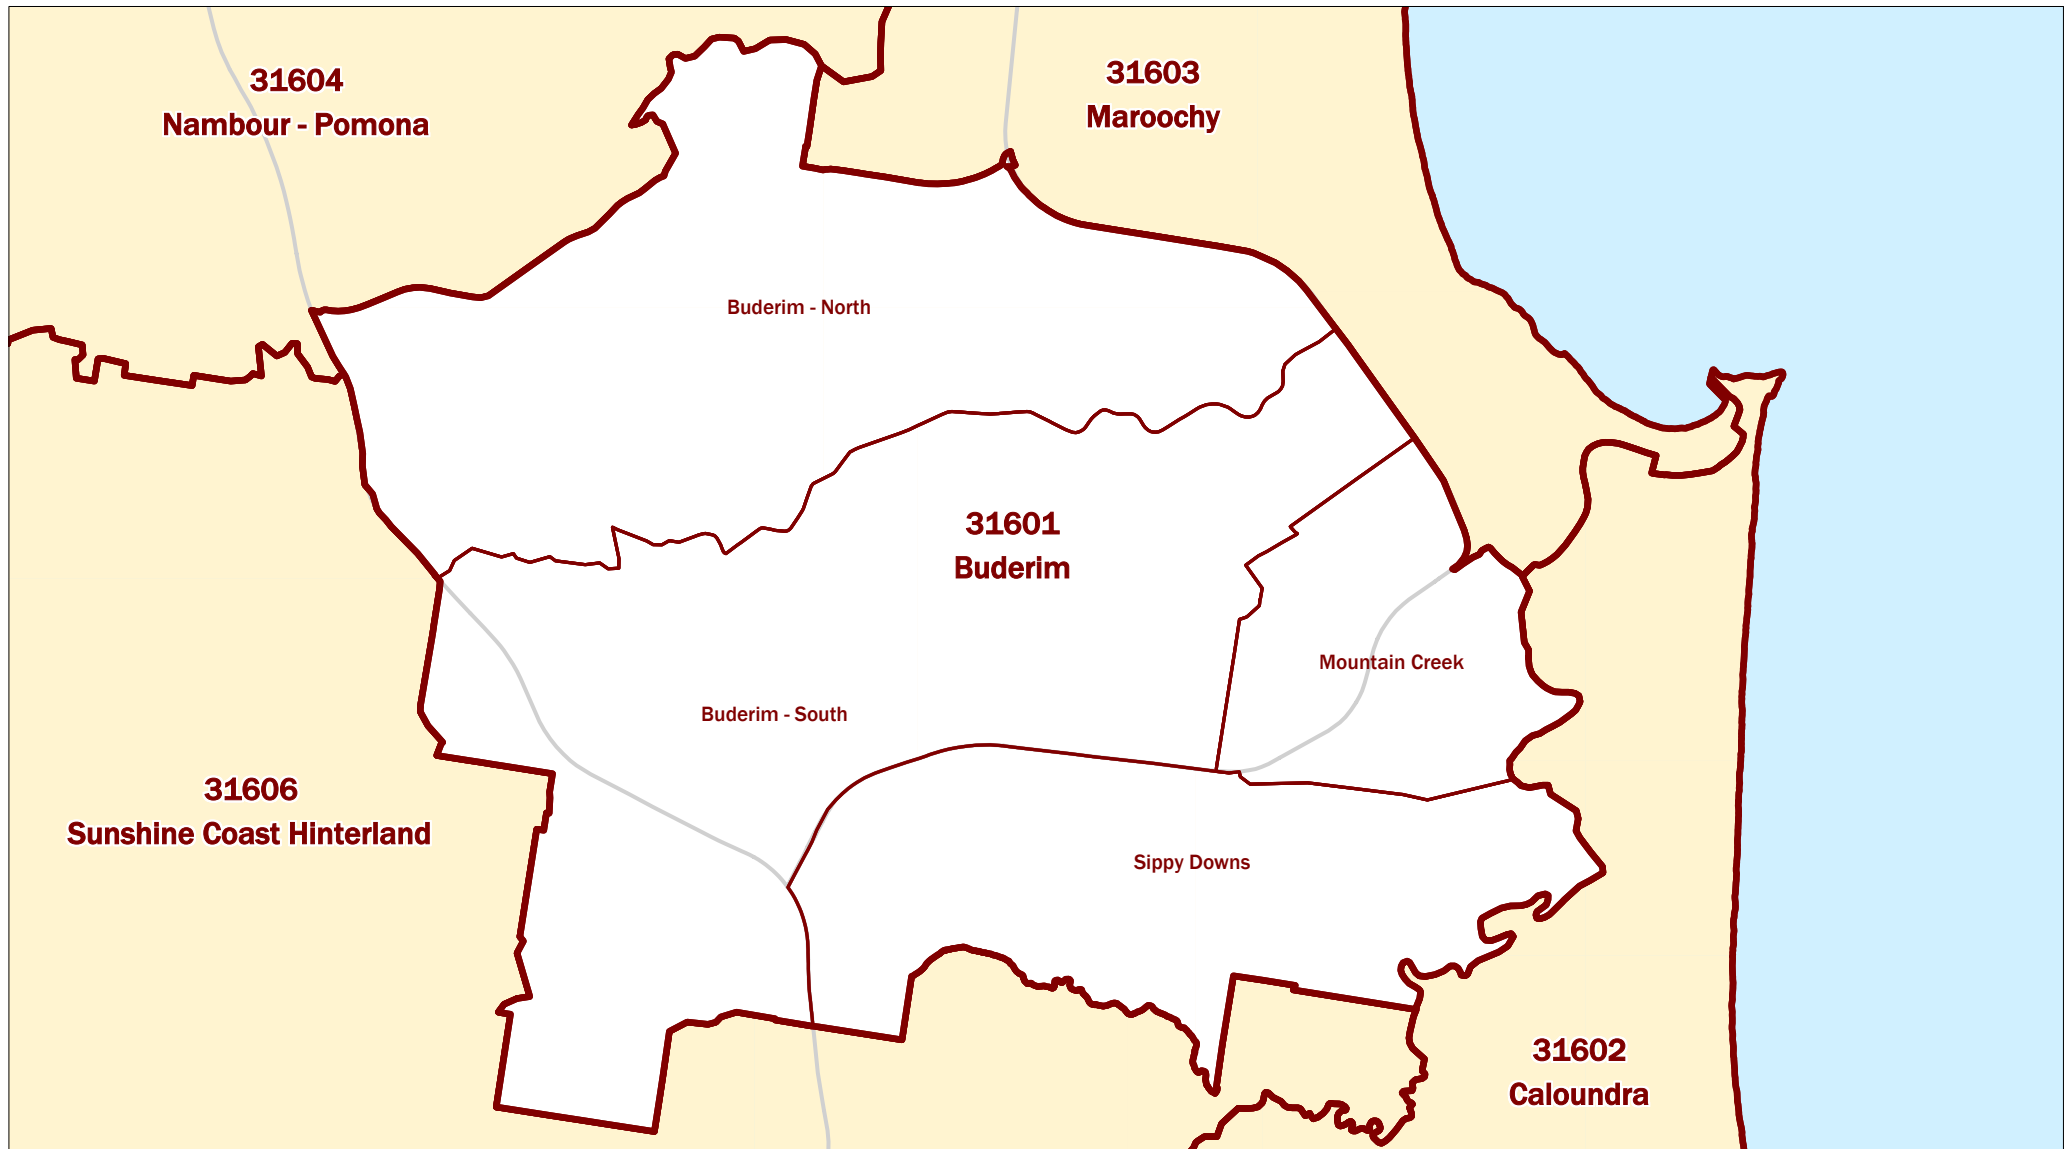 31604
Nambour - Pomona
31603
Maroochy
Buderim - North
31601
Buderim
Mountain Creek
Buderim - South
31606
Sunshine Coast Hinterland
Sippy Downs
31602
Caloundra